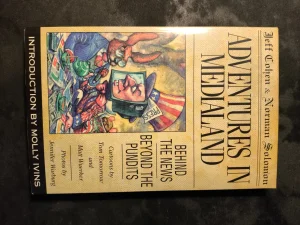 Jeff Cohen & Norman Solomon
ADVENTURES IN
MEDIALAND
BEHIND
THE NEWS
BEYOND THE
PUNDITS
Cartoons by
Tom Tomorrow
and
Matt Wuerker
Photos by
Jennifer Warburg
INTRODUCTION BY MOLLY IVINS